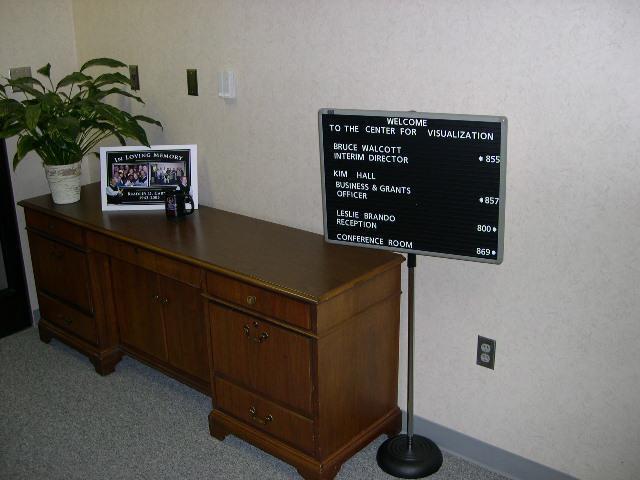 IN LOVING MEMORY
WELCOME
TO THE CENTER FOR VISUALIZATION
BRUCE WALCOTT
INTERIM DIRECTOR 855
KIM HALL
BUSINESS & GRANTS
OFFICER 857
LESLIE BRANDO
RECEPTION 800
CONFERENCE ROOM 869